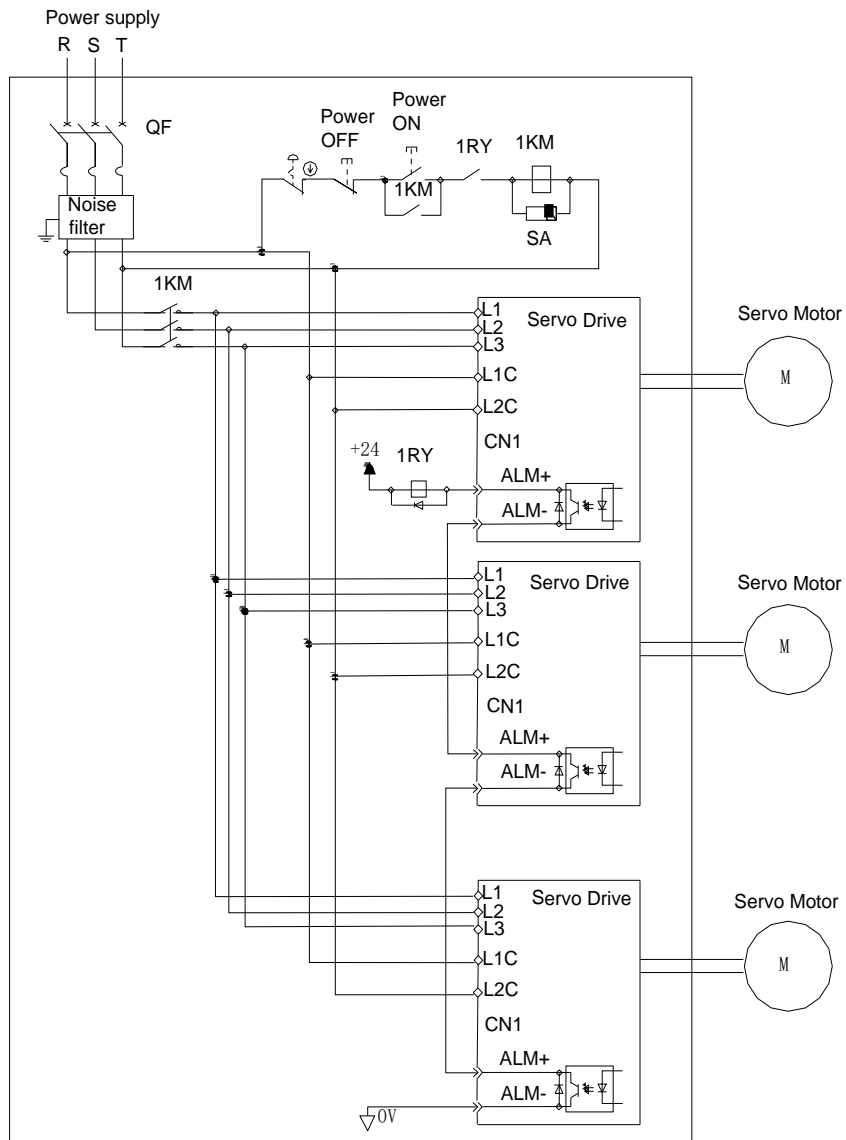 Power supply
R S T
QF
Power
OFF
Power
ON
1RY
1KM
1KM
SA
Noise
filter
1KM
L1
L2
L3
L1C
L2C
Servo Drive
Servo Motor
M
CN1
+24
1RY
ALM+
ALM-
L1
L2
L3
L1C
L2C
Servo Drive
Servo Motor
M
CN1
ALM+
ALM-
L1
L2
L3
L1C
L2C
Servo Drive
Servo Motor
M
CN1
ALM+
ALM-
0V